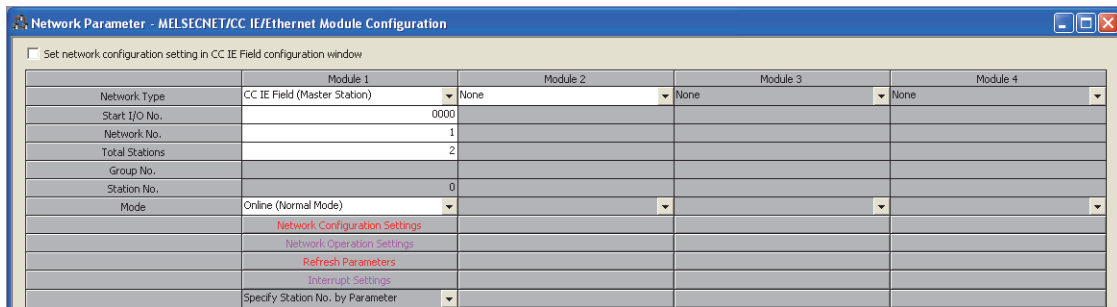 Network Parameter - MELSECNET/CC IE/Ethernet Module Configuration
Set network configuration setting in CC IE Field configuration window
Module 1 Module 2 Module 3 Module 4
Network Type CC IE Field (Master Station) None None None
Start I/O No. 0000
Network No. 1
Total Stations 2
Group No.
Station No. 0
Mode Online (Normal Mode)
Network Configuration Settings
Network Operation Settings
Refresh Parameters
Interrupt Settings
Specify Station No. by Parameter